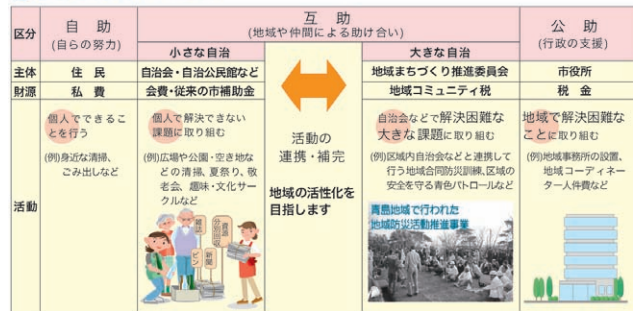 区分
自助
(自らの努力)
互助
(地域や仲間による助け合い)
公助
(行政の支援)
小さな自治
大きな自治
主体
住民
自治会・自治公民館など
地域まちづくり推進委員会
市役所
財源
私費
会費・従来の市補助金
地域コミュニティ税
税金
活動
個人でできるこ
とを行う
(例)身近な清掃、
ごみ出しなど
個人で解決できない
課題に取り組む
(例)広場や公園・空き地な
どの清掃、夏祭り、敬
老会、趣味・文化サー
クルなど
雑誌
資源
分別回収
ビン
新聞
活動の
連携・補完
地域の活性化を
目指します
自治会などで解決困難な
大きな課題に取り組む
(例)区域内自治会などと連携して
行う地域合同防災訓練、区域の
安全を守る青色パトロールなど
青島地域で行われた
地域防災活動推進事業
地域で解決困難な
ことに取り組む
(例)地域事務所の設置、
地域コーディネー
ター人件費など